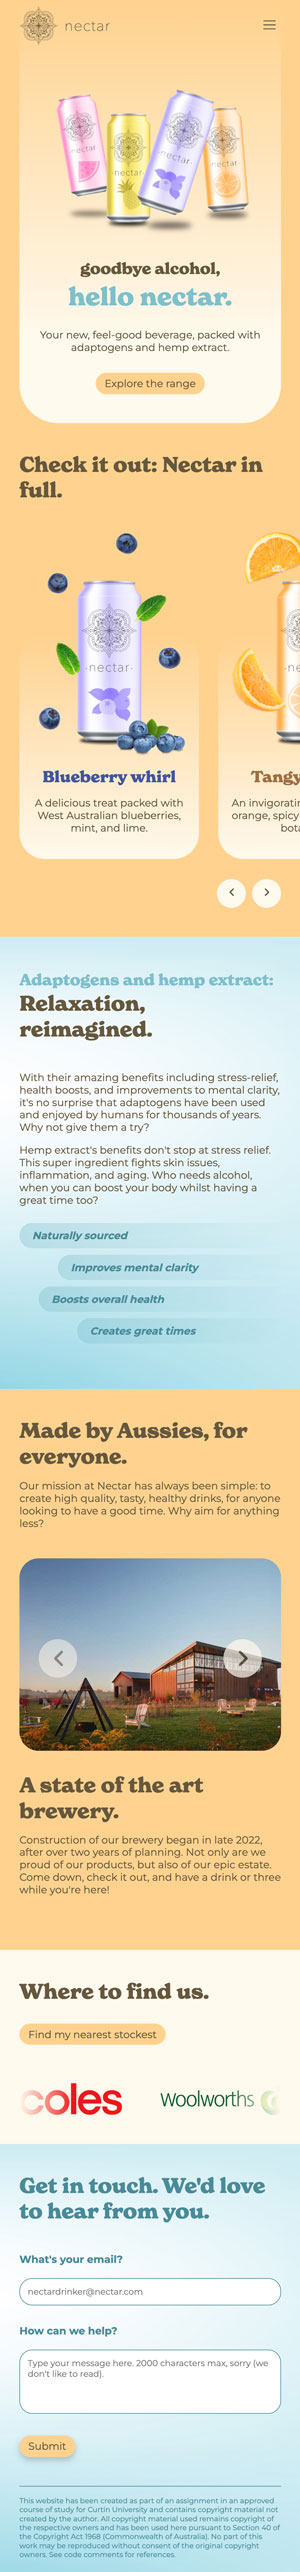 nectar
-nectar-
-nectar-
-nectar-
-nectar-
goodbye alcohol,
hello nectar.
Your new, feel-good beverage, packed with
adaptogens and hemp extract.
Explore the range
Check it out: Nectar in
full.
-nectar-
-ne
Blueberry whirl
Tangy
A delicious treat packed with
West Australian blueberries,
mint, and lime.
An invigoratin
orange, spicy
bota
Adaptogens and hemp extract:
Relaxation,
reimagined.
With their amazing benefits including stress-relief,
health boosts, and improvements to mental clarity,
it's no surprise that adaptogens have been used
and enjoyed by humans for thousands of years.
Why not give them a try?
Hemp extract's benefits don't stop at stress relief.
This super ingredient fights skin issues,
inflammation, and aging. Who needs alcohol,
when you can boost your body whilst having a
great time too?
Naturally sourced
Improves mental clarity
Boosts overall health
Creates great times
Made by Aussies, for
everyone.
Our mission at Nectar has always been simple: to
create high quality, tasty, healthy drinks, for anyone
looking to have a good time. Why aim for anything
less?
A state of the art
brewery.
Construction of our brewery began in late 2022,
after over two years of planning. Not only are we
proud of our products, but also of our epic estate.
Come down, check it out, and have a drink or three
while you're here!
Where to find us.
Find my nearest stockest
coles
Woolworths
Get in touch. We'd love
to hear from you.
What's your email?
nectardrinker@nectar.com
How can we help?
Type your message here. 2000 characters max, sorry (we
don't like to read).
Submit
This website has been created as part of an assignment in an approved
course of study for Curtin University and contains copyright material not
created by the author. All copyright material used remains copyright of
the respective owners and has been used here pursuant to Section 40 of
the Copyright Act 1968 (Commonwealth of Australia). No part of this
work may be reproduced without consent of the original copyright
owners. See code comments for references.